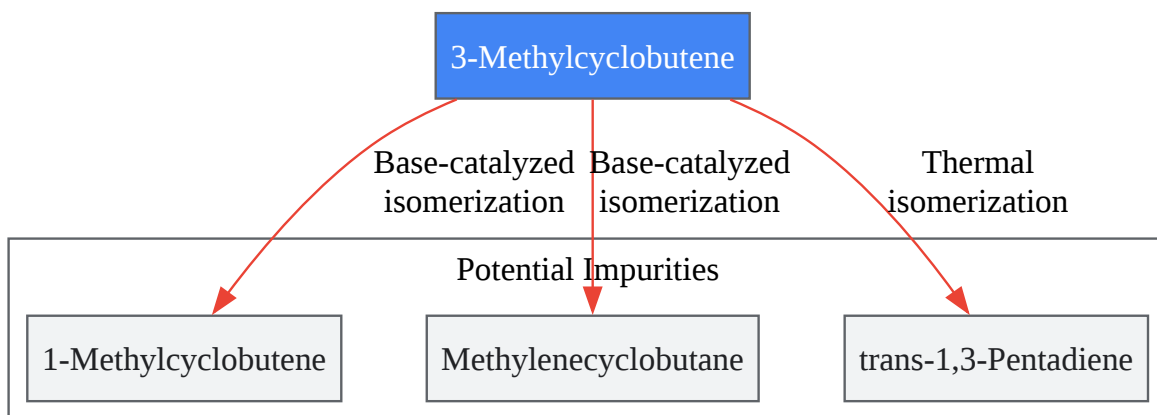 3-Methylcyclobutene
Base-catalyzed
isomerization
Base-catalyzed
isomerization
Thermal
isomerization
Potential Impurities
1-Methylcyclobutene
Methylenecyclobutane
trans-1,3-Pentadiene